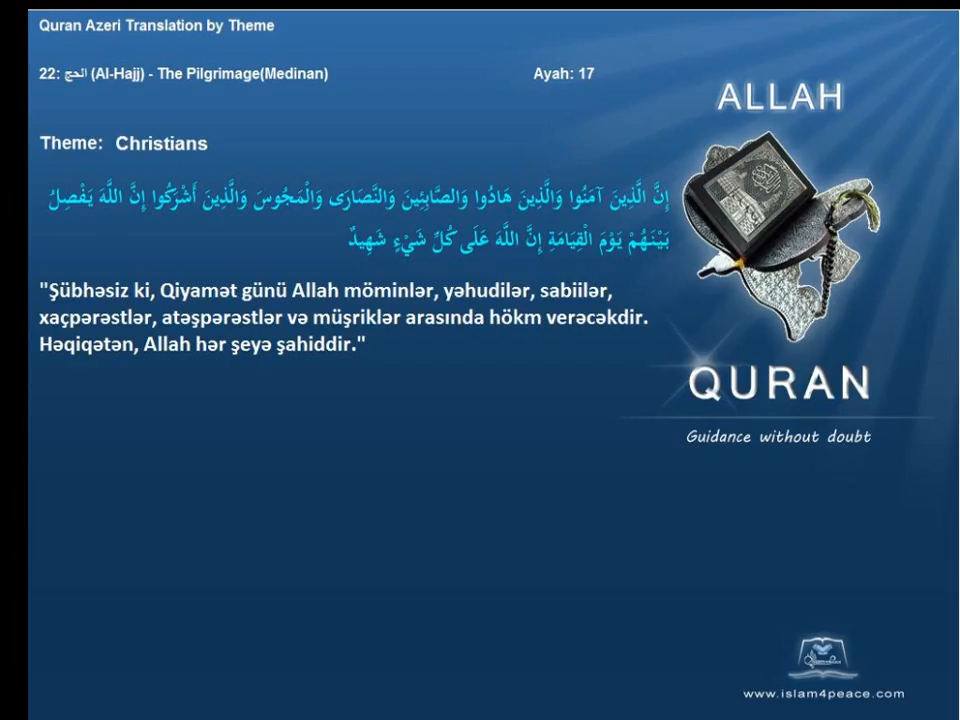 Quran Azeri Translation by Theme
22: الحج (Al-Hajj) - The Pilgrimage(Medinan) Ayah: 17
Theme: Christians
إِنَّ الَّذِينَ آمَنُوا وَالَّذِينَ هَادُوا وَالصَّابِئِينَ وَالنَّصَارَى وَالْمَجُوسَ وَالَّذِينَ أَشْرَكُوا إِنَّ اللَّهَ يَفْصِلُ
بَيْنَهُمْ يَوْمَ الْقِيَامَةِ إِنَّ اللَّهَ عَلَى كُلِّ شَيْءٍ شَهِيدٌ
"Şübhəsiz ki, Qiyamət günü Allah möminlər, yəhudilər, sabiilər,
xaçpərəstlər, atəşpərəstlər və müşriklər arasında hökm verəcəkdir.
Həqiqətən, Allah hər şeyə şahiddir."
ALLAH
QURAN
Guidance without doubt
www.islam4peace.com